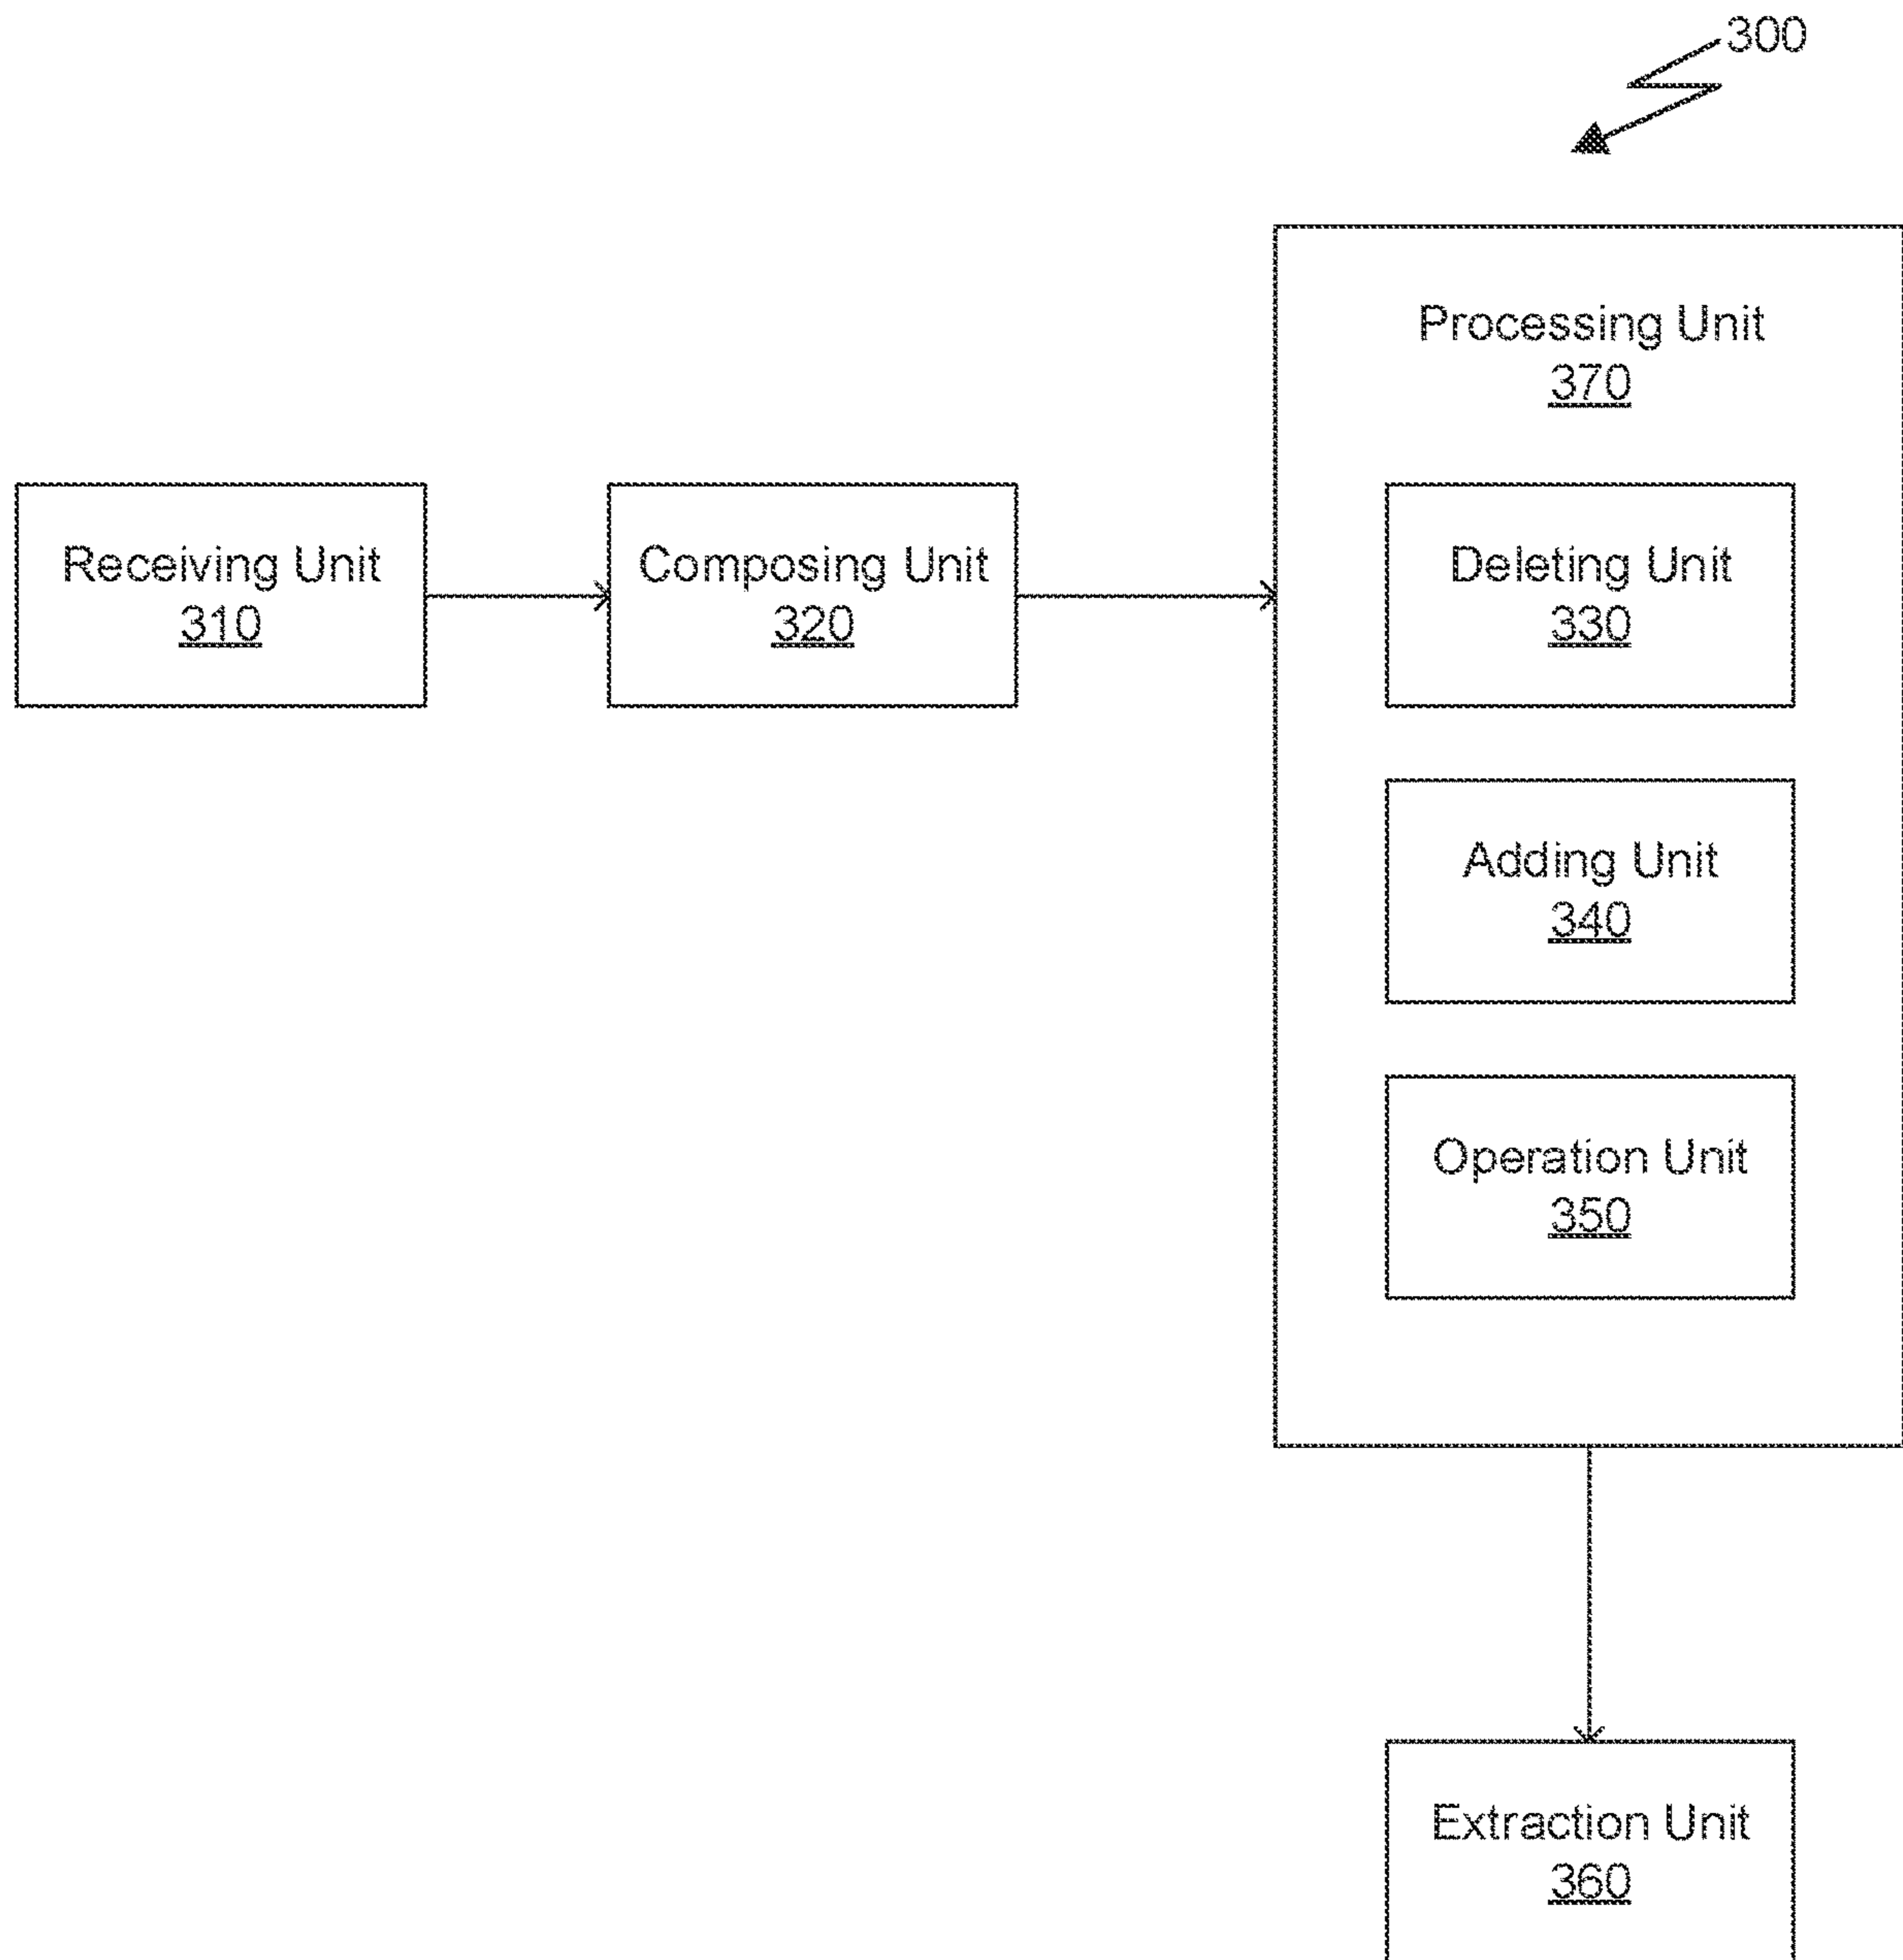 300
Processing Unit
370
Receiving Unit
310
Composing Unit
320
Deleting Unit
330
Adding Unit
340
Operation Unit
350
Extraction Unit
360